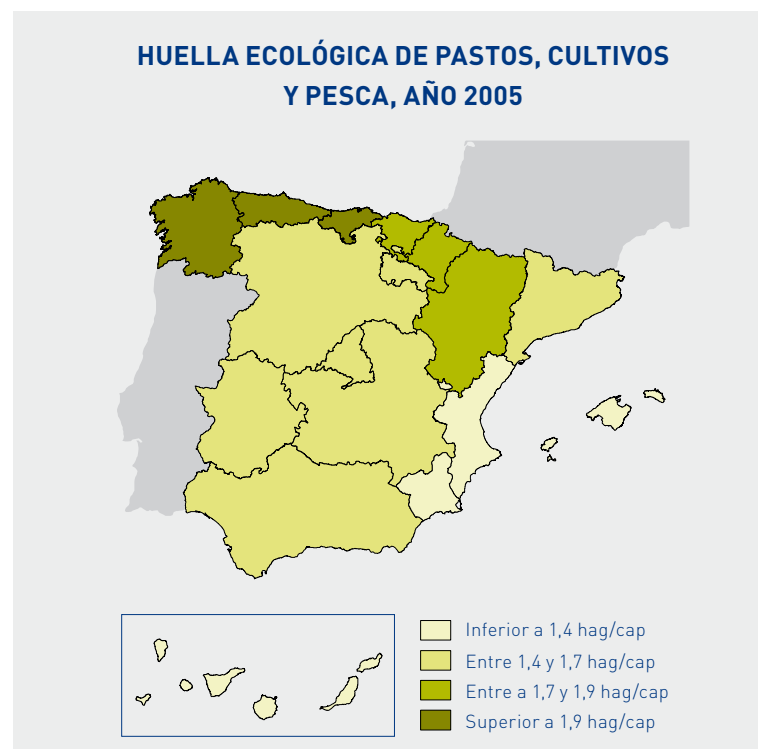 HUELLA ECOLÓGICA DE PASTOS, CULTIVOS
Y PESCA, AÑO 2005
Inferior a 1,4 hag/cap
Entre 1,4 y 1,7 hag/cap
Entre a 1,7 y 1,9 hag/cap
Superior a 1,9 hag/cap